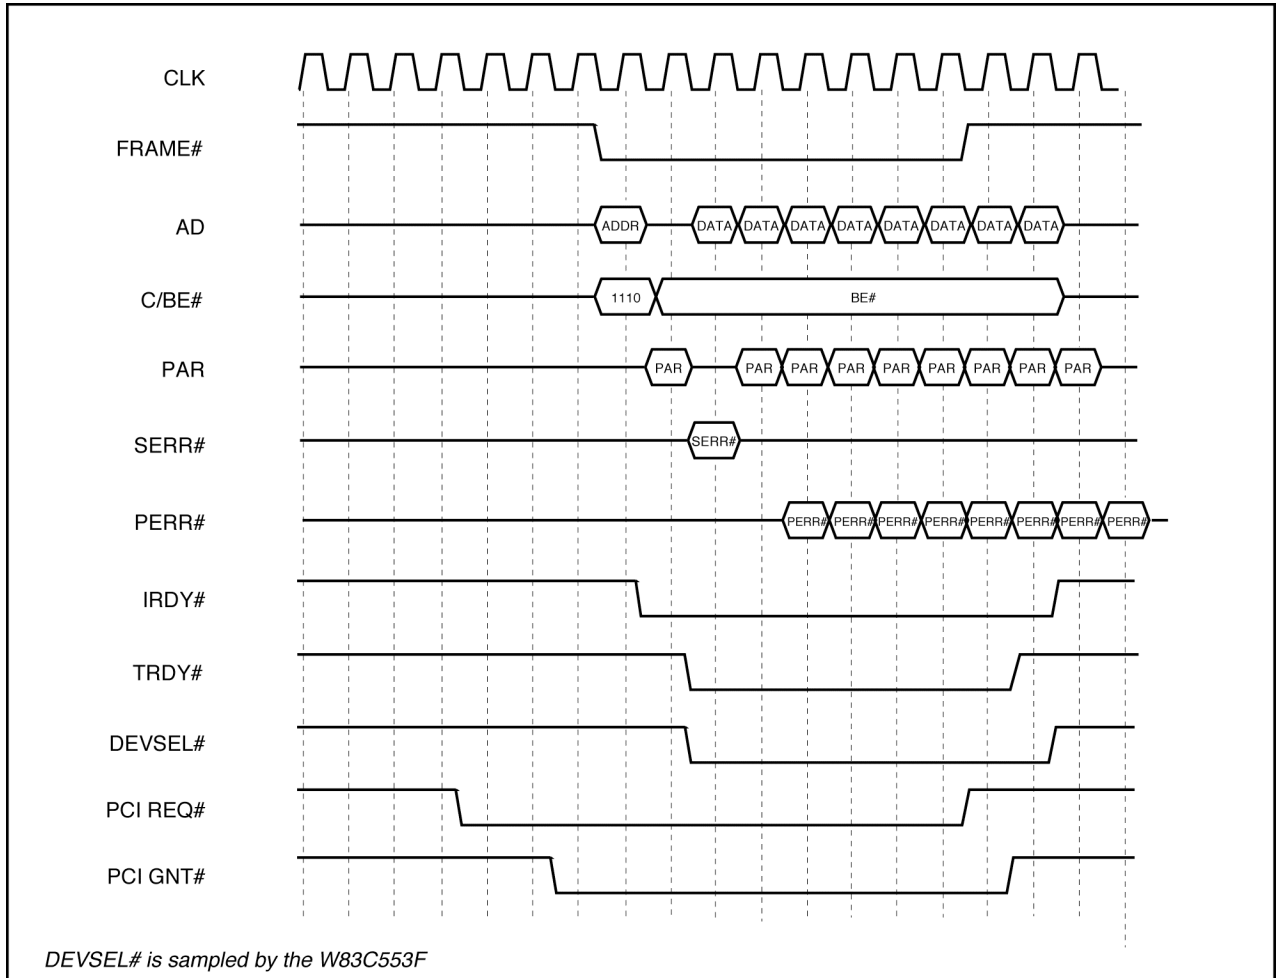 CLK
FRAME#
AD ADDR DATA DATA DATA DATA DATA DATA DATA DATA
C/BE# 1110 BE#
PAR PAR PAR PAR PAR PAR PAR PAR PAR PAR
SERR# SERR#
PERR# PERR# PERR# PERR# PERR# PERR# PERR# PERR# PERR#
IRDY#
TRDY#
DEVSEL#
PCI REQ#
PCI GNT#
DEVSEL# is sampled by the W83C553F